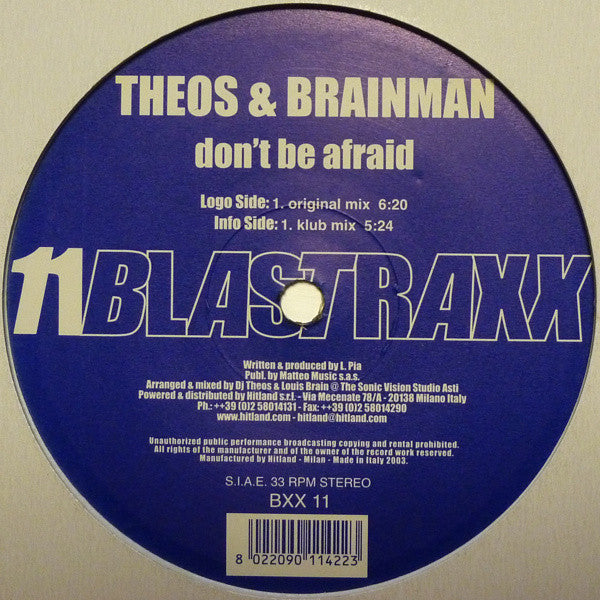 THEOS & BRAINMAN
don't be afraid
Logo Side: 1. original mix 6:20
Info Side: 1. klub mix 5:24
11 BLASTRAXX
Written & produced by L. Pia
Publ. by Matteo Music s.a.s.
Arranged & mixed by Dj Theos & Louis Brain @ The Sonic Vision Studio Asti
Powered & distributed by Hitland s.r.l. - Via Mecenate 78/A - 20138 Milano Italy
Ph.: ++39 (0)2 58014131 - Fax: ++39 (0)2 58014290
www.hitland.com - hitland@hitland.com
Unauthorized public performance broadcasting copying and rental prohibited.
All rights of the manufacturer and of the owner of the record work reserved.
Manufactured by Hitland - Milan - Made in Italy 2003.
S.I.A.E. 33 RPM STEREO
BXX 11
8 022090 114223